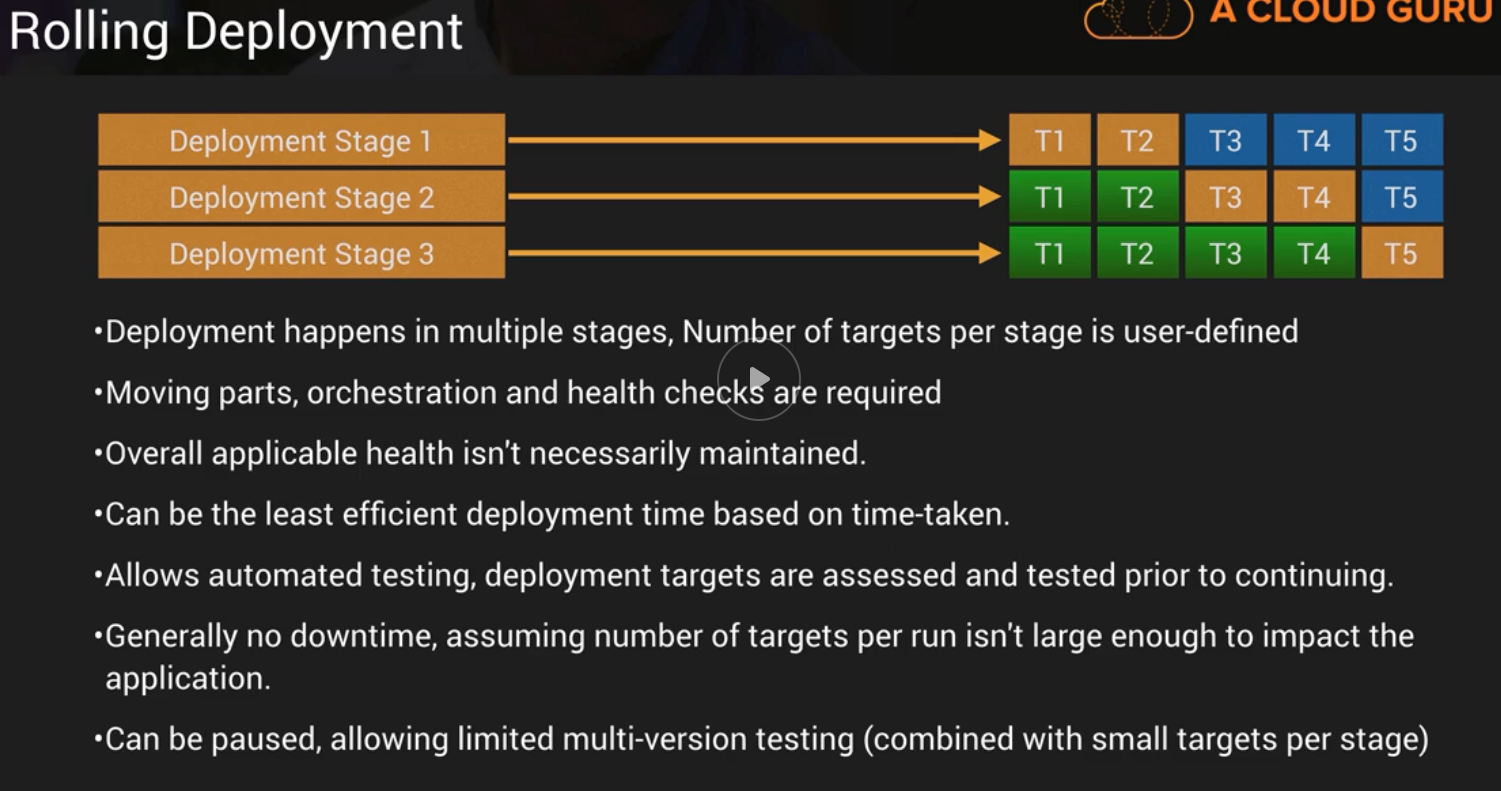 Rolling Deployment
A CLOUD GURU
Deployment Stage 1
T1 T2 T3 T4 T5
Deployment Stage 2
T1 T2 T3 T4 T5
Deployment Stage 3
T1 T2 T3 T4 T5
•Deployment happens in multiple stages, Number of targets per stage is user-defined
•Moving parts, orchestration and health checks are required
•Overall applicable health isn't necessarily maintained.
•Can be the least efficient deployment time based on time-taken.
•Allows automated testing, deployment targets are assessed and tested prior to continuing.
•Generally no downtime, assuming number of targets per run isn't large enough to impact the
application.
•Can be paused, allowing limited multi-version testing (combined with small targets per stage)